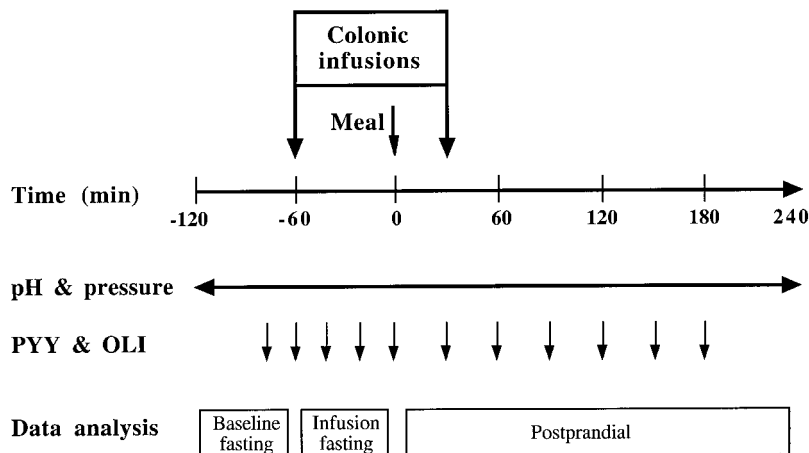 Colonic
infusions
Meal
Time (min)
-120 -60 0 60 120 180 240
pH & pressure
PYY & OLI
Data analysis
Baseline
fasting
Infusion
fasting
Postprandial